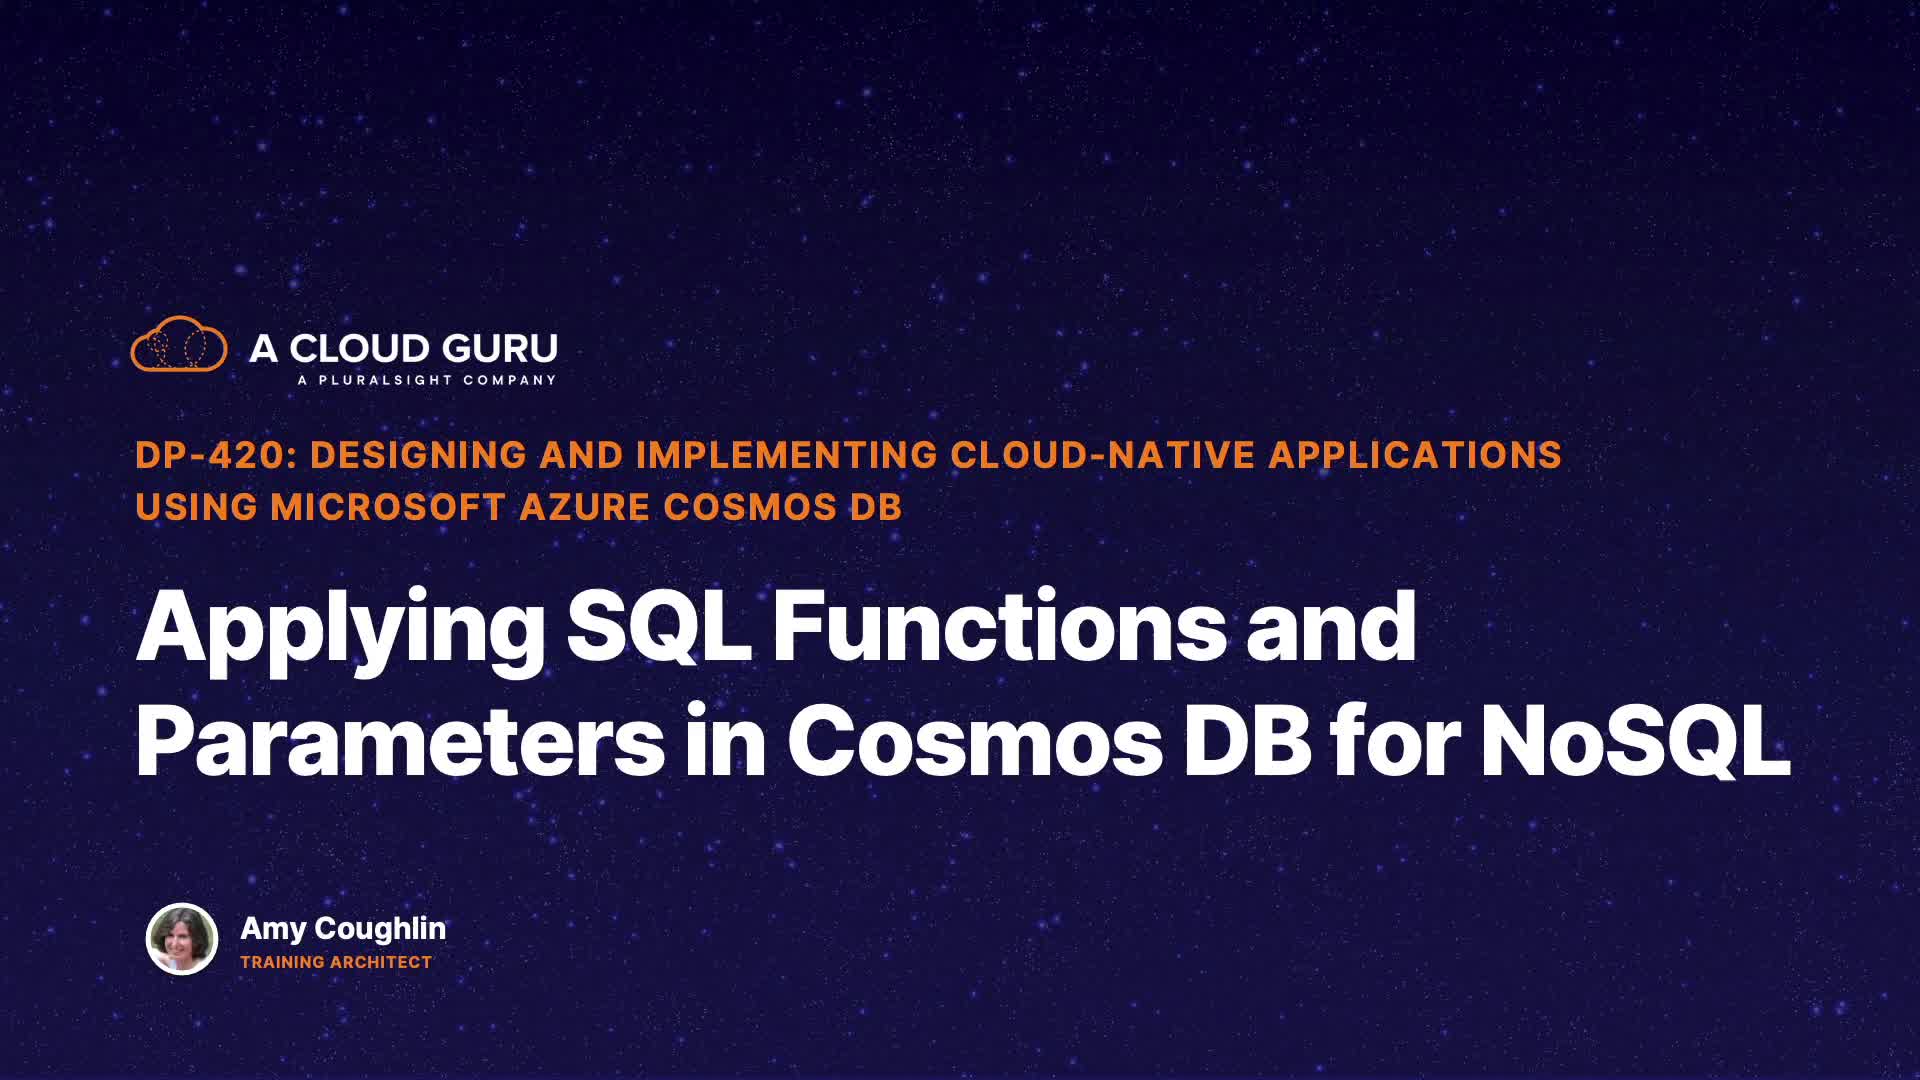 A CLOUD GURU
A PLURALSIGHT COMPANY
DP-420: DESIGNING AND IMPLEMENTING CLOUD-NATIVE APPLICATIONS
USING MICROSOFT AZURE COSMOS DB
Applying SQL Functions and
Parameters in Cosmos DB for NoSQL
Amy Coughlin
TRAINING ARCHITECT